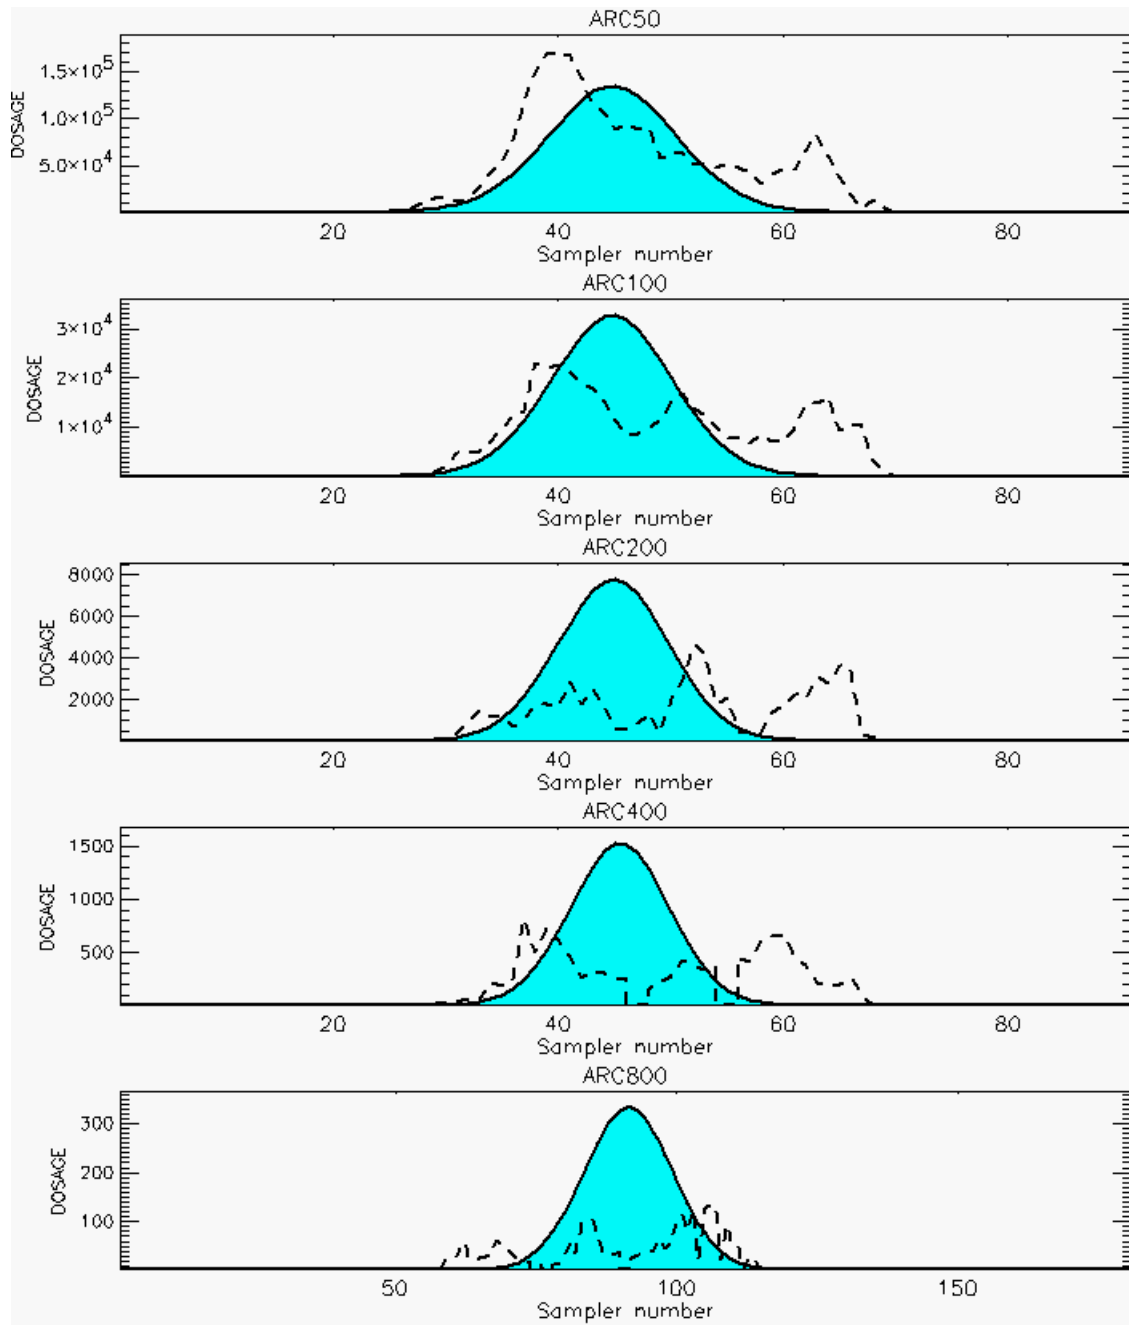 ARC50
DOSAGE
1.5×10⁵
1.0×10⁵
5.0×10⁴
20 40 60 80
Sampler number
ARC100
DOSAGE
3×10⁴
2×10⁴
1×10⁴
20 40 60 80
Sampler number
ARC200
DOSAGE
8000
6000
4000
2000
20 40 60 80
Sampler number
ARC400
DOSAGE
1500
1000
500
20 40 60 80
Sampler number
ARC800
DOSAGE
300
200
100
50 100 150
Sampler number